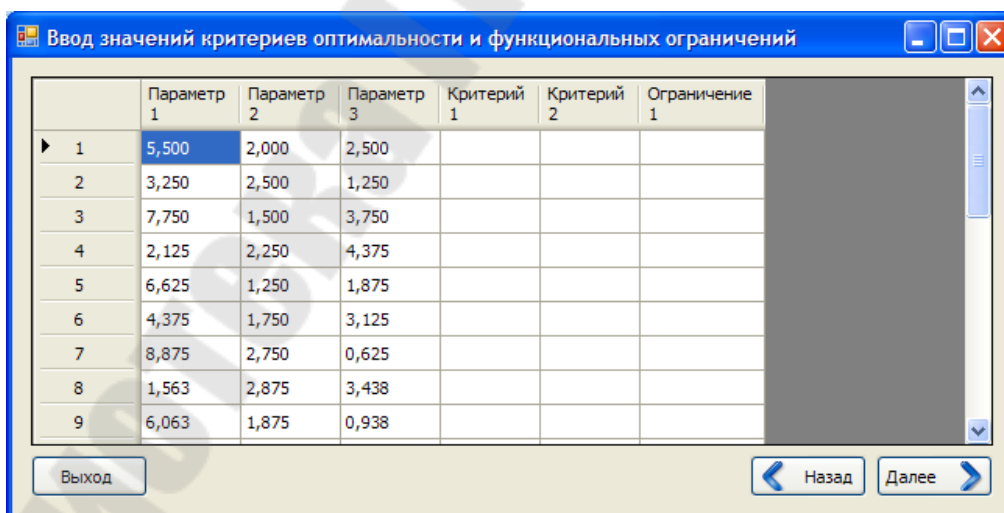 Ввод значений критериев оптимальности и функциональных ограничений
Параметр 1 Параметр 2 Параметр 3 Критерий 1 Критерий 2 Ограничение 1
1 5,500 2,000 2,500
2 3,250 2,500 1,250
3 7,750 1,500 3,750
4 2,125 2,250 4,375
5 6,625 1,250 1,875
6 4,375 1,750 3,125
7 8,875 2,750 0,625
8 1,563 2,875 3,438
9 6,063 1,875 0,938
Выход Назад Далее